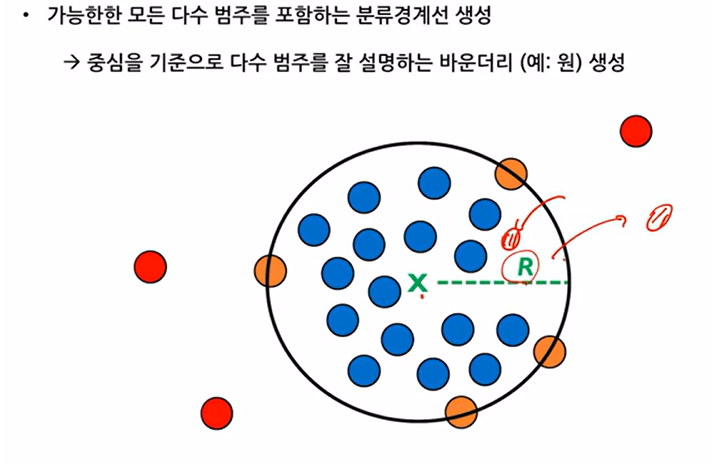 • 가능한한 모든 다수 범주를 포함하는 분류경계선 생성
→ 중심을 기준으로 다수 범주를 잘 설명하는 바운더리 (예: 원) 생성
R
X